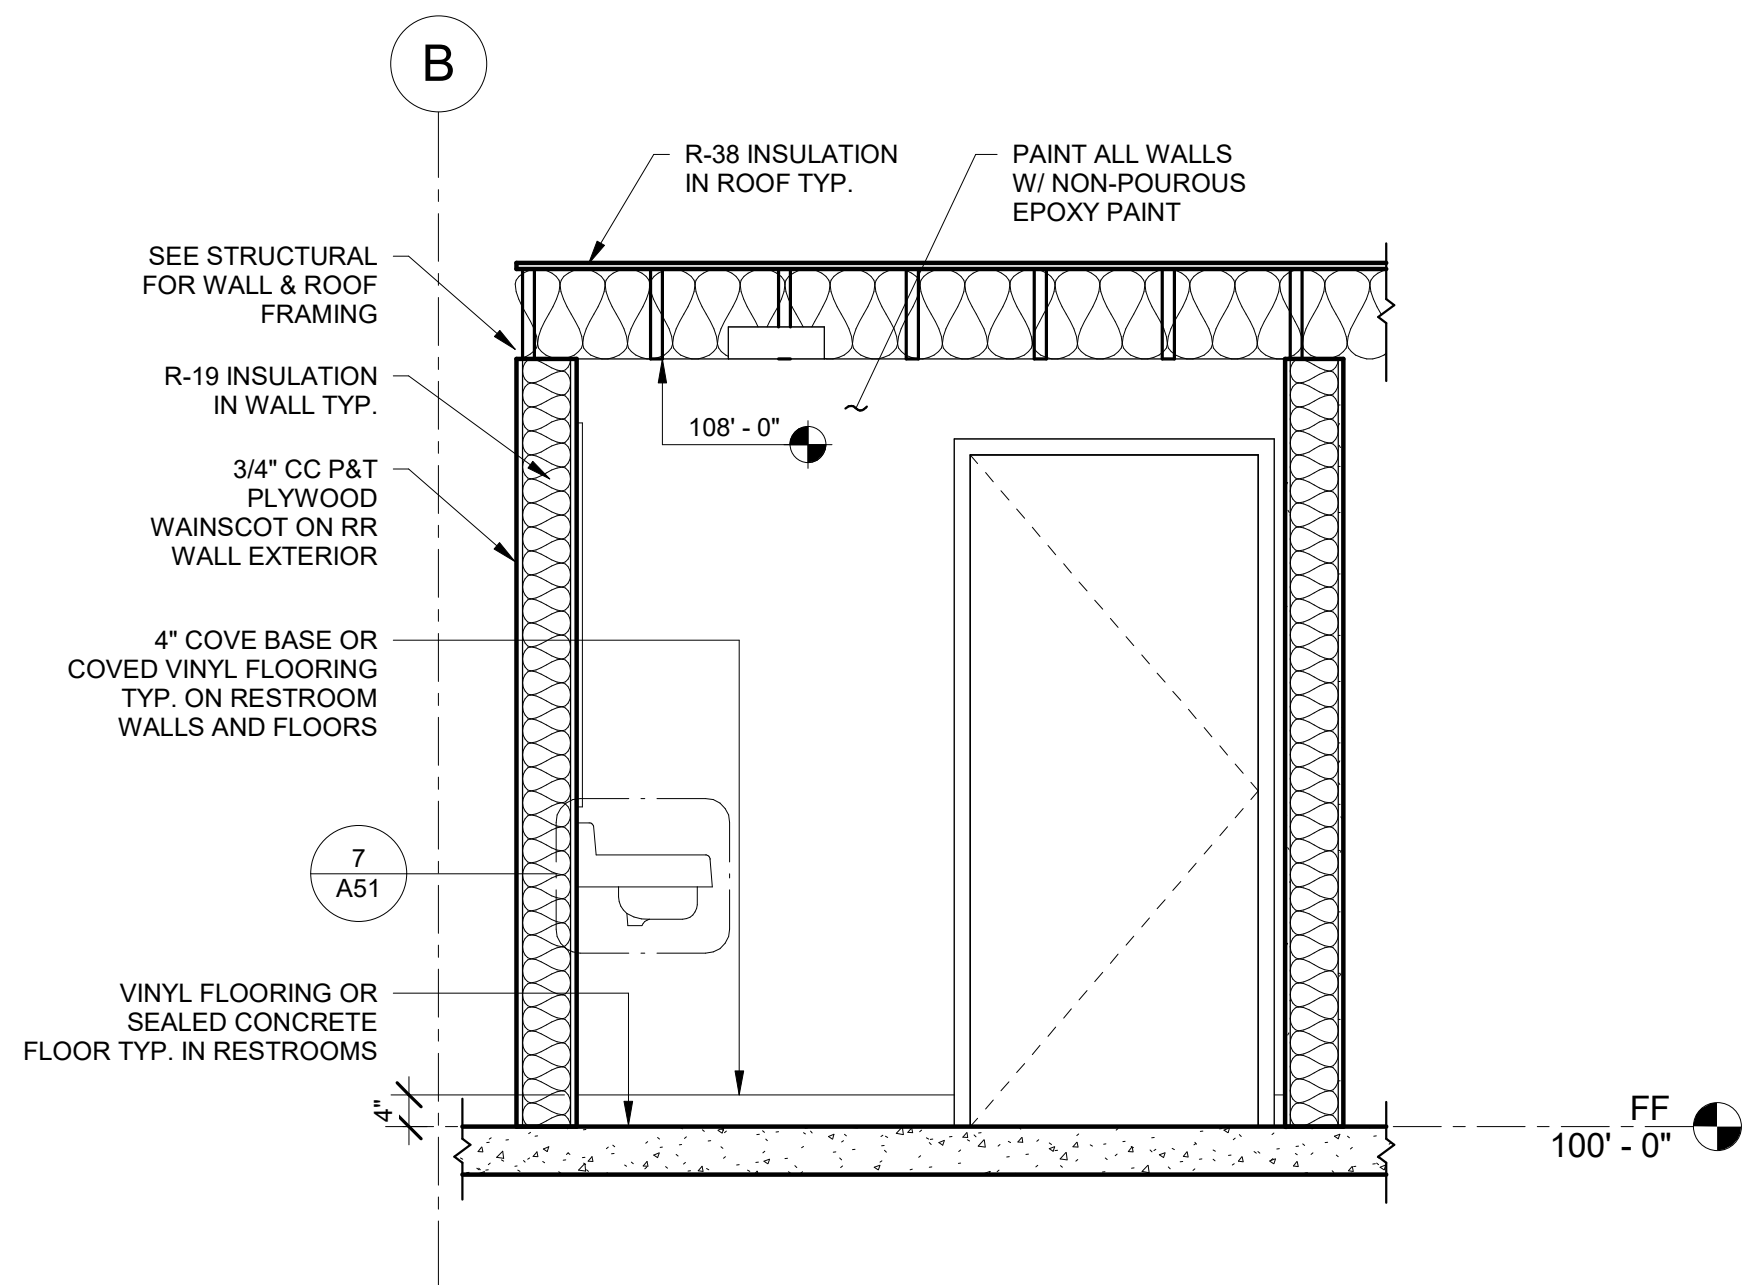 B
R-38 INSULATION
IN ROOF TYP.
PAINT ALL WALLS
W/ NON-POUROUS
EPOXY PAINT
SEE STRUCTURAL
FOR WALL & ROOF
FRAMING
R-19 INSULATION
IN WALL TYP.
108' - 0"
3/4" CC P&T
PLYWOOD
WAINSCOT ON RR
WALL EXTERIOR
4" COVE BASE OR
COVED VINYL FLOORING
TYP. ON RESTROOM
WALLS AND FLOORS
7
A51
VINYL FLOORING OR
SEALED CONCRETE
FLOOR TYP. IN RESTROOMS
4"
FF
100' - 0"